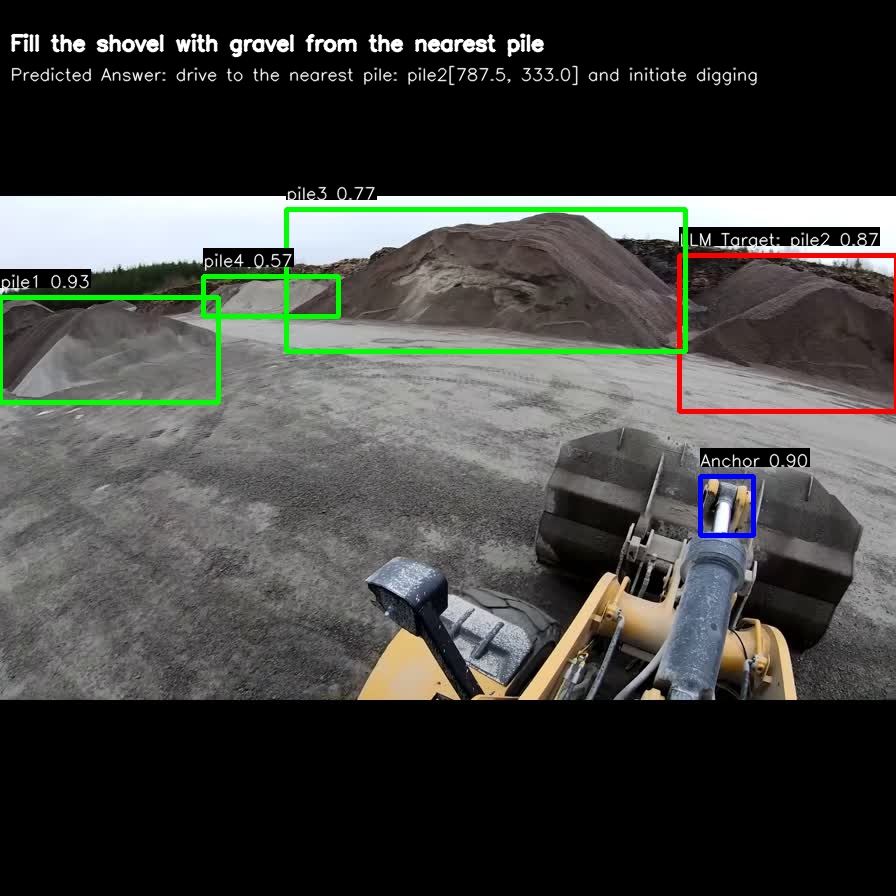 Fill the shovel with gravel from the nearest pile
Predicted Answer: drive to the nearest pile: pile2[787.5, 333.0] and initiate digging
pile3 0.77
LLM Target: pile2 0.87
pile4 0.57
pile1 0.93
Anchor 0.90